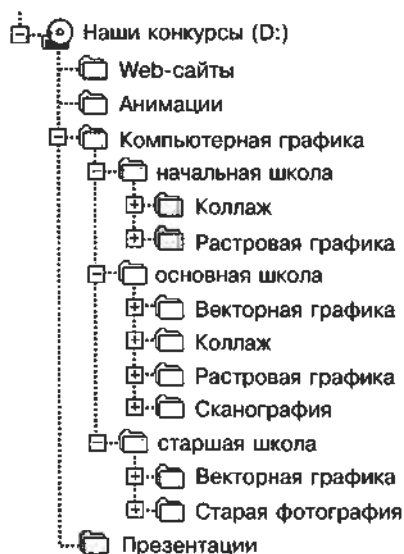 Наши конкурсы (D:)
Web-сайты
Анимации
Компьютерная графика
начальная школа
Коллаж
Растровая графика
основная школа
Векторная графика
Коллаж
Растровая графика
Сканография
старшая школа
Векторная графика
Старая фотография
Презентации